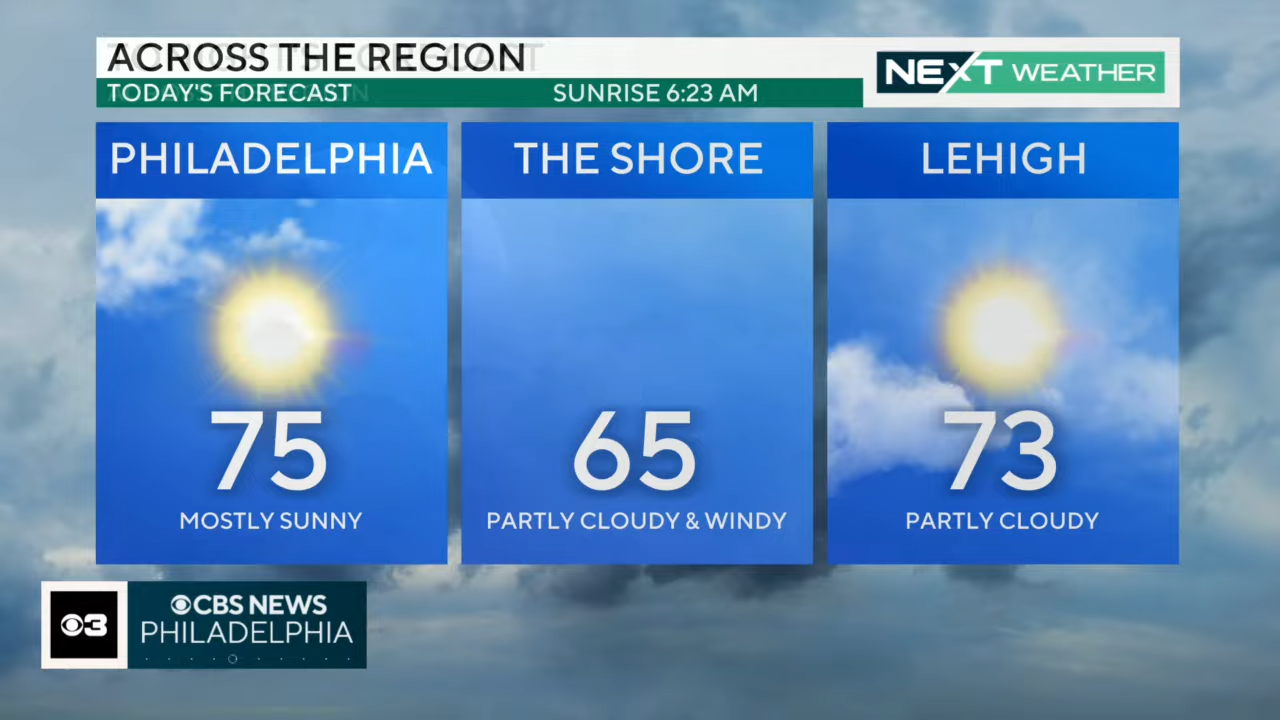 ACROSS THE REGION
TODAY'S FORECAST SUNRISE 6:23 AM
NEXT WEATHER
PHILADELPHIA
THE SHORE
LEHIGH
75
65
73
MOSTLY SUNNY
PARTLY CLOUDY & WINDY
PARTLY CLOUDY
3
CBS NEWS
PHILADELPHIA